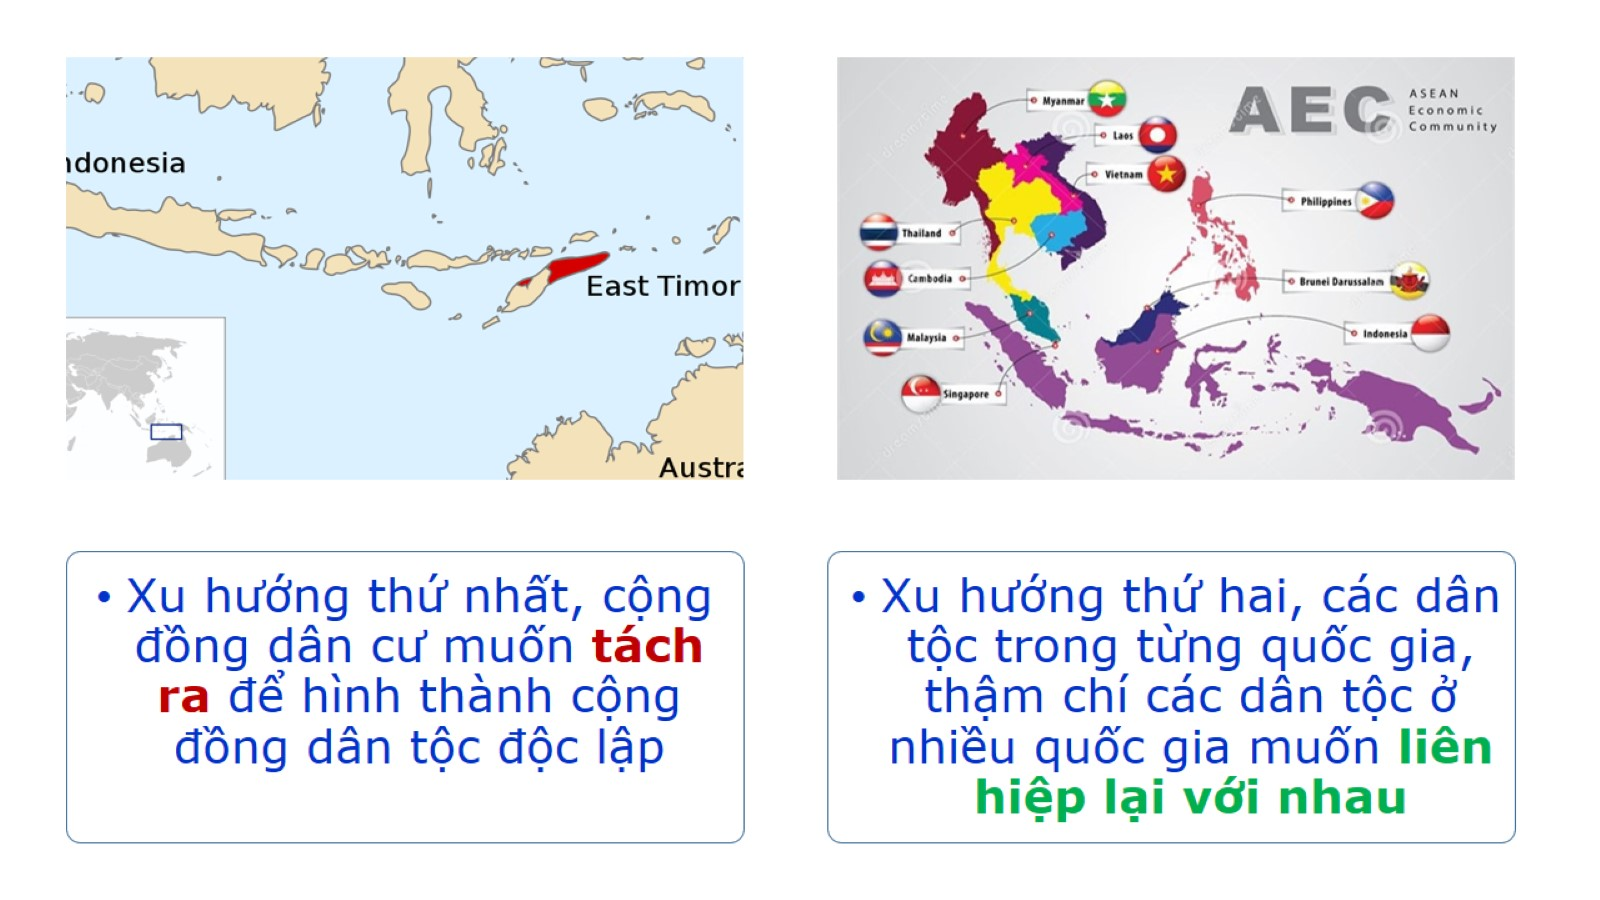 ndonesia
East Timor
Austra
AEC
ASEAN
Economic
Community
Myanmar
Laos
Vietnam
Philippines
Thailand
Cambodia
Brunei Darussalam
Malaysia
Indonesia
Singapore
• Xu hướng thứ nhất, cộng
đồng dân cư muốn tách
ra để hình thành cộng
đồng dân tộc độc lập
• Xu hướng thứ hai, các dân
tộc trong từng quốc gia,
thậm chí các dân tộc ở
nhiều quốc gia muốn liên
hiệp lại với nhau